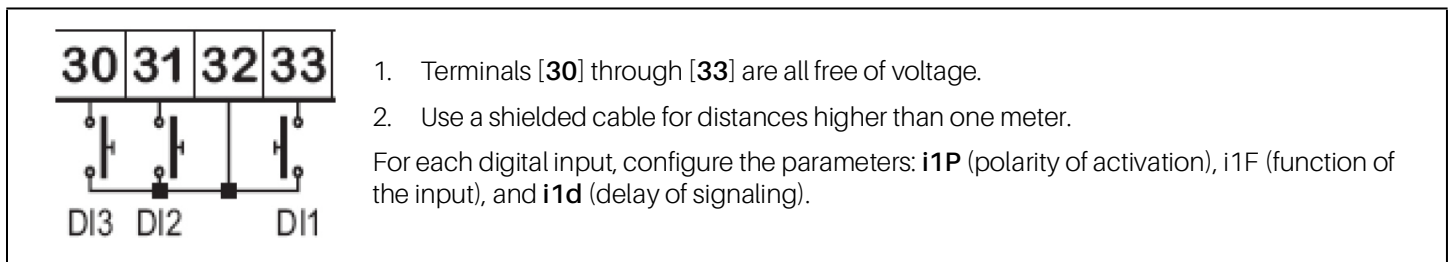 30 31 32 33
DI3 DI2 DI1
1. Terminals [30] through [33] are all free of voltage.
2. Use a shielded cable for distances higher than one meter.
For each digital input, configure the parameters: i1P (polarity of activation), i1F (function of
the input), and i1d (delay of signaling).